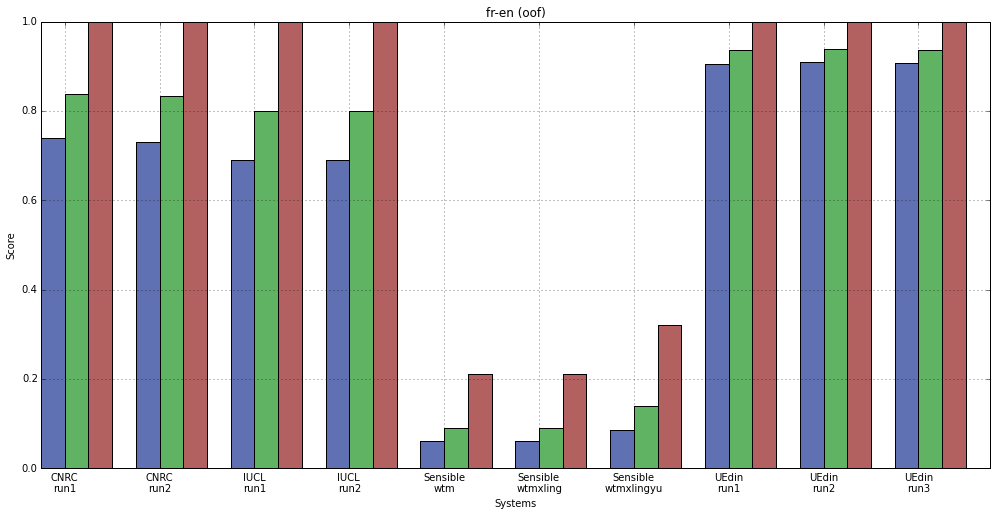 fr-en (oof)
1.0
0.8
0.6
0.4
0.2
0.0
Score
CNRC run1
CNRC run2
IUCL run1
IUCL run2
Sensible wtm
Sensible wtmxling
Sensible wtmxlingyu
UEdin run1
UEdin run2
UEdin run3
Systems